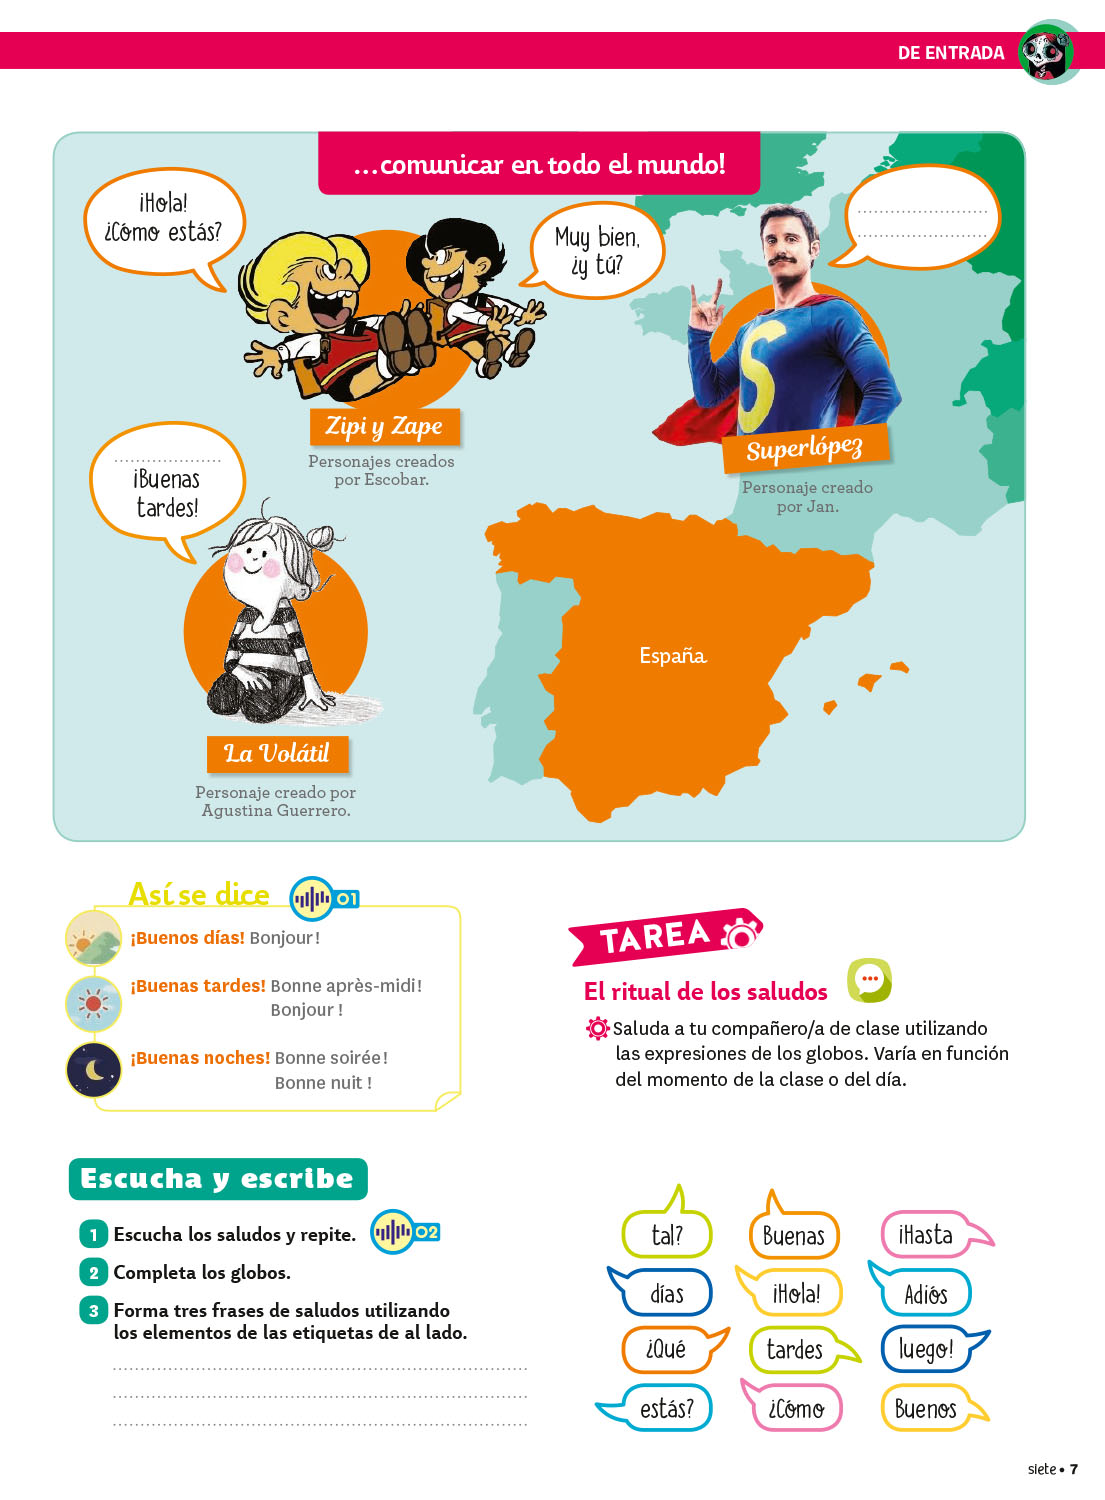 DE ENTRADA
...comunicar en todo el mundo!
¡Hola!
¿Cómo estás?
Muy bien,
¿y tú?
Zipi y Zape
Personajes creados
por Escobar.
S
Superlópez
Personaje creado
por Jan.
¡Buenas
tardes!
La Volátil
Personaje creado por
Agustina Guerrero.
España
Así se dice
01
¡Buenos días! Bonjour !
¡Buenas tardes! Bonne après-midi !
Bonjour !
¡Buenas noches! Bonne soirée !
Bonne nuit !
TAREA
El ritual de los saludos
Saluda a tu compañero/a de clase utilizando
las expresiones de los globos. Varía en función
del momento de la clase o del día.
Escucha y escribe
1 Escucha los saludos y repite.
02
2 Completa los globos.
3 Forma tres frases de saludos utilizando
los elementos de las etiquetas de al lado.
tal? Buenas ¡Hasta
días ¡Hola! Adiós
¿Qué tardes luego!
estás? ¿Cómo Buenos
siete • 7